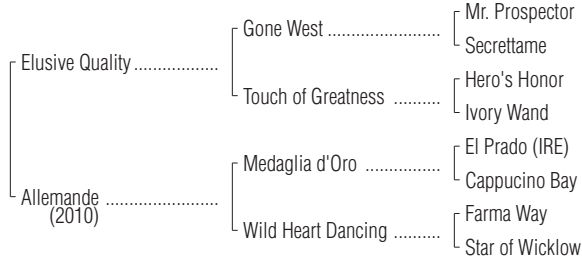 Mr. Prospector
Gone West ......................
Secrettame
Elusive Quality ..................
Hero's Honor
Touch of Greatness ..........
Ivory Wand
El Prado (IRE)
Medaglia d'Oro ...............
Cappucino Bay
Allemande ........................
(2010)
Farma Way
Wild Heart Dancing ..........
Star of Wicklow